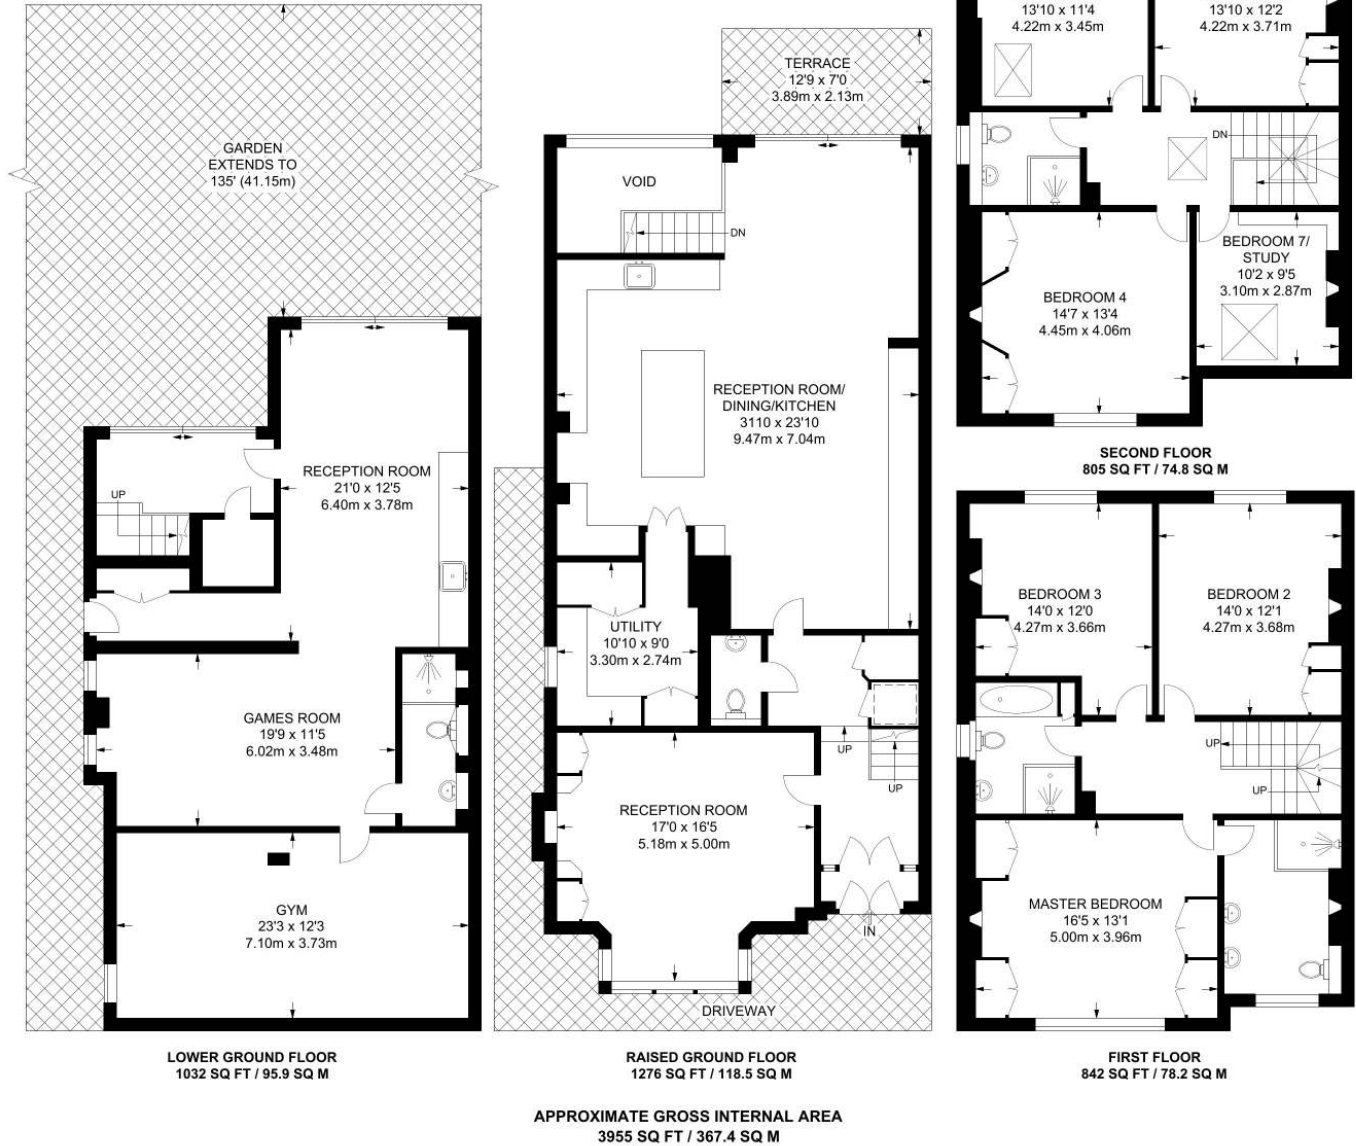 GARDEN
EXTENDS TO
135' (41.15m)
RECEPTION ROOM
21'0 x 12'5
6.40m x 3.78m
UP
GAMES ROOM
19'9 x 11'5
6.02m x 3.48m
GYM
23'3 x 12'3
7.10m x 3.73m
LOWER GROUND FLOOR
1032 SQ FT / 95.9 SQ M
TERRACE
12'9 x 7'0
3.89m x 2.13m
VOID
DN
RECEPTION ROOM/
DINING/KITCHEN
3110 x 23'10
9.47m x 7.04m
UTILITY
10'10 x 9'0
3.30m x 2.74m
UP
UP
RECEPTION ROOM
17'0 x 16'5
5.18m x 5.00m
IN
DRIVEWAY
RAISED GROUND FLOOR
1276 SQ FT / 118.5 SQ M
13'10 x 11'4
4.22m x 3.45m
13'10 x 12'2
4.22m x 3.71m
DN
BEDROOM 4
14'7 x 13'4
4.45m x 4.06m
BEDROOM 7/
STUDY
10'2 x 9'5
3.10m x 2.87m
SECOND FLOOR
805 SQ FT / 74.8 SQ M
BEDROOM 3
14'0 x 12'0
4.27m x 3.66m
BEDROOM 2
14'0 x 12'1
4.27m x 3.68m
UP
UP
MASTER BEDROOM
16'5 x 13'1
5.00m x 3.96m
FIRST FLOOR
842 SQ FT / 78.2 SQ M
APPROXIMATE GROSS INTERNAL AREA
3955 SQ FT / 367.4 SQ M